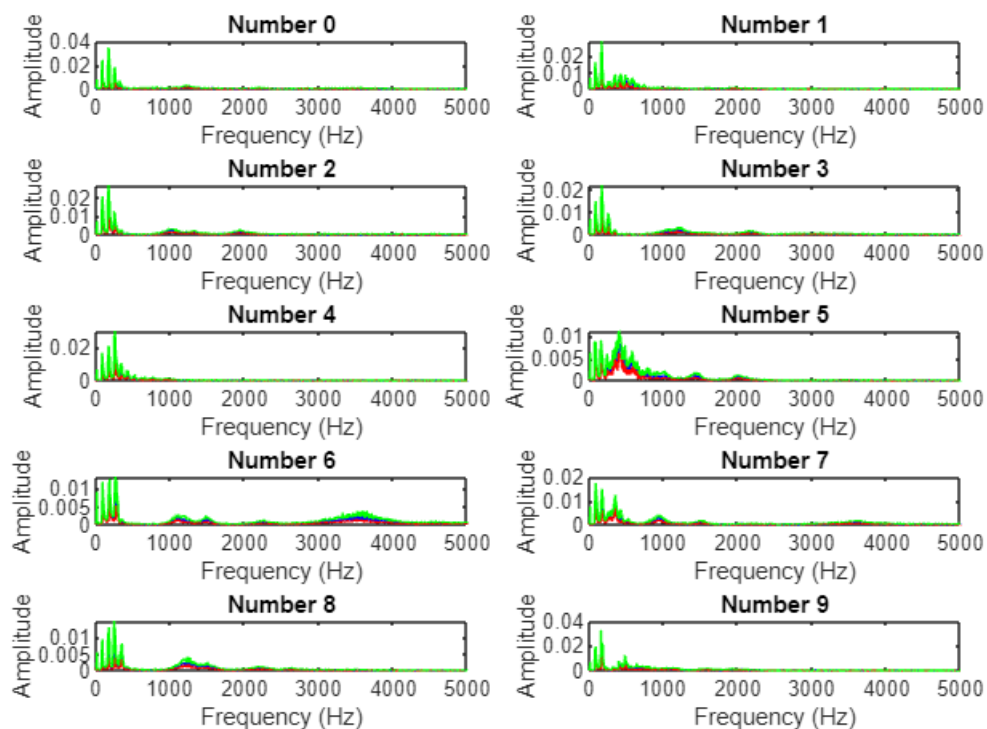 Number 0
Amplitude
0.04
0.02
0
0 1000 2000 3000 4000 5000
Frequency (Hz)
Number 1
Amplitude
0.02
0.01
0
0 1000 2000 3000 4000 5000
Frequency (Hz)
Number 2
Amplitude
0.02
0.01
0
0 1000 2000 3000 4000 5000
Frequency (Hz)
Number 3
Amplitude
0.02
0.01
0
0 1000 2000 3000 4000 5000
Frequency (Hz)
Number 4
Amplitude
0.02
0
0 1000 2000 3000 4000 5000
Frequency (Hz)
Number 5
Amplitude
0.01
0.005
0
0 1000 2000 3000 4000 5000
Frequency (Hz)
Number 6
Amplitude
0.01
0.005
0
0 1000 2000 3000 4000 5000
Frequency (Hz)
Number 7
Amplitude
0.02
0.01
0
0 1000 2000 3000 4000 5000
Frequency (Hz)
Number 8
Amplitude
0.01
0.005
0
0 1000 2000 3000 4000 5000
Frequency (Hz)
Number 9
Amplitude
0.04
0.02
0
0 1000 2000 3000 4000 5000
Frequency (Hz)